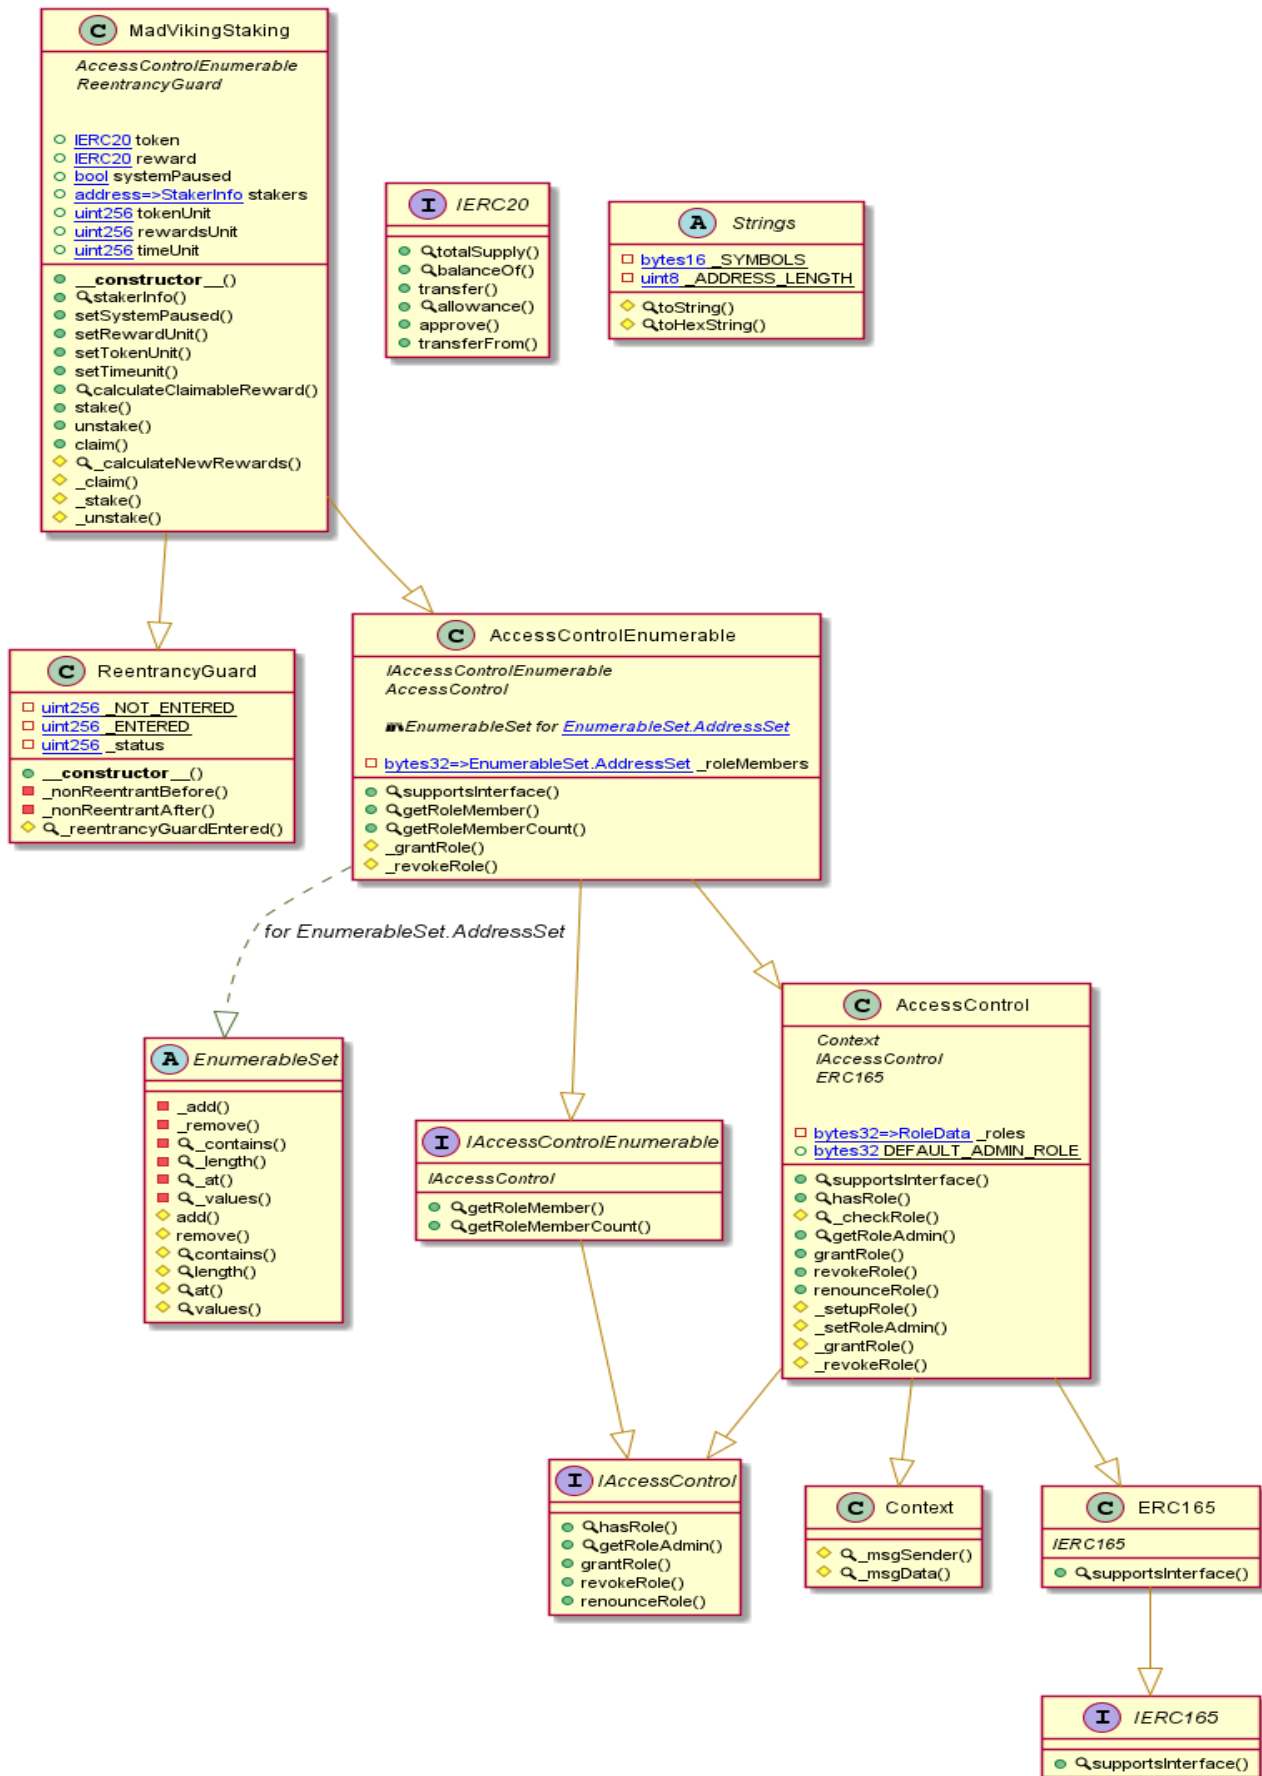 C MadVikingStaking
AccessControlEnumerable
ReentrancyGuard
IERC20 token
IERC20 reward
bool systemPaused
address=>StakerInfo stakers
uint256 tokenUnit
uint256 rewardsUnit
uint256 timeUnit
__constructor__()
stakerInfo()
setSystemPaused()
setRewardUnit()
setTokenUnit()
setTimeunit()
calculateClaimableReward()
stake()
unstake()
claim()
_calculateNewRewards()
_claim()
_stake()
_unstake()
I IERC20
totalSupply()
balanceOf()
transfer()
allowance()
approve()
transferFrom()
A Strings
bytes16 _SYMBOLS
uint8 _ADDRESS_LENGTH
toString()
toHexString()
C ReentrancyGuard
uint256 _NOT_ENTERED
uint256 _ENTERED
uint256 _status
__constructor__()
_nonReentrantBefore()
_nonReentrantAfter()
_reentrancyGuardEntered()
C AccessControlEnumerable
IAccessControlEnumerable
AccessControl
EnumerableSet for EnumerableSet.AddressSet
bytes32=>EnumerableSet.AddressSet _roleMembers
supportsInterface()
getRoleMember()
getRoleMemberCount()
_grantRole()
_revokeRole()
for EnumerableSet.AddressSet
A EnumerableSet
_add()
_remove()
_contains()
_length()
_at()
_values()
add()
remove()
contains()
length()
at()
values()
I IAccessControlEnumerable
IAccessControl
getRoleMember()
getRoleMemberCount()
C AccessControl
Context
IAccessControl
ERC165
bytes32=>RoleData _roles
bytes32 DEFAULT_ADMIN_ROLE
supportsInterface()
hasRole()
_checkRole()
getRoleAdmin()
grantRole()
revokeRole()
renounceRole()
_setupRole()
_setRoleAdmin()
_grantRole()
_revokeRole()
I IAccessControl
hasRole()
getRoleAdmin()
grantRole()
revokeRole()
renounceRole()
C Context
_msgSender()
_msgData()
C ERC165
IERC165
supportsInterface()
I IERC165
supportsInterface()